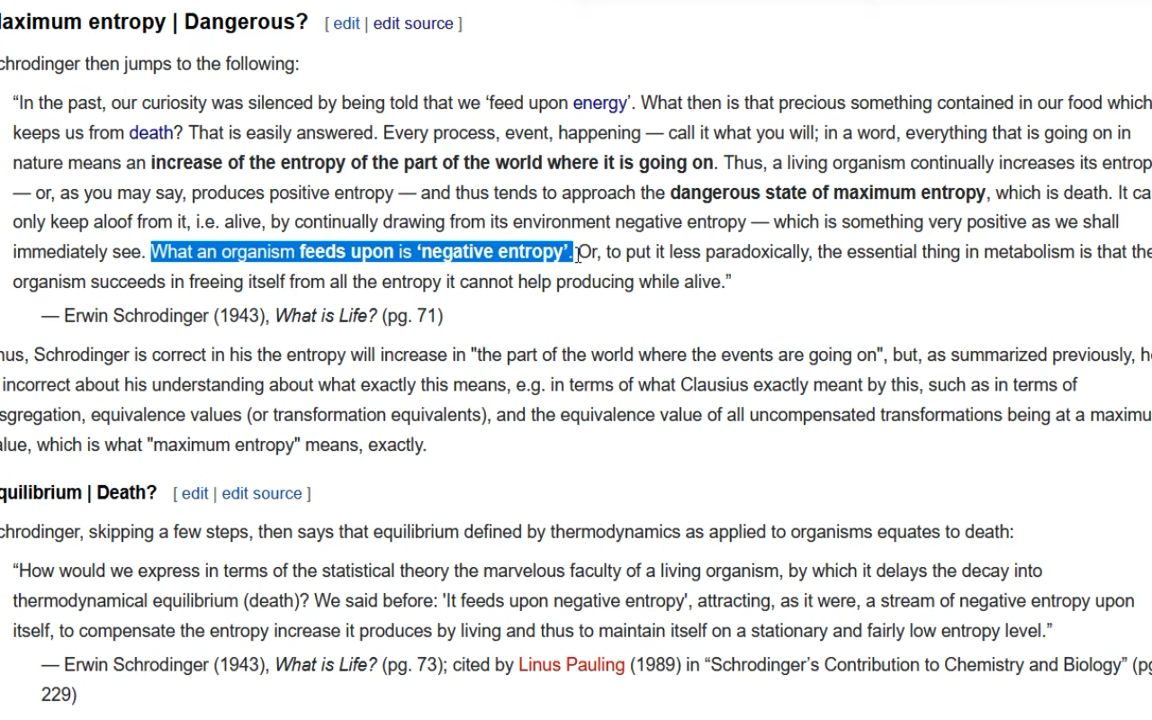 aximum entropy | Dangerous? [ edit | edit source ]
chrodinger then jumps to the following:
“In the past, our curiosity was silenced by being told that we ‘feed upon energy’. What then is that precious something contained in our food which
keeps us from death? That is easily answered. Every process, event, happening — call it what you will; in a word, everything that is going on in
nature means an increase of the entropy of the part of the world where it is going on. Thus, a living organism continually increases its entrop
— or, as you may say, produces positive entropy — and thus tends to approach the dangerous state of maximum entropy, which is death. It ca
only keep aloof from it, i.e. alive, by continually drawing from its environment negative entropy — which is something very positive as we shall
immediately see. What an organism feeds upon is ‘negative entropy’. Or, to put it less paradoxically, the essential thing in metabolism is that the
organism succeeds in freeing itself from all the entropy it cannot help producing while alive.”
— Erwin Schrodinger (1943), What is Life? (pg. 71)
nus, Schrodinger is correct in his the entropy will increase in "the part of the world where the events are going on", but, as summarized previously, he
incorrect about his understanding about what exactly this means, e.g. in terms of what Clausius exactly meant by this, such as in terms of
sgregation, equivalence values (or transformation equivalents), and the equivalence value of all uncompensated transformations being at a maximu
alue, which is what "maximum entropy" means, exactly.
quilibrium | Death? [ edit | edit source ]
chrodinger, skipping a few steps, then says that equilibrium defined by thermodynamics as applied to organisms equates to death:
“How would we express in terms of the statistical theory the marvelous faculty of a living organism, by which it delays the decay into
thermodynamical equilibrium (death)? We said before: 'It feeds upon negative entropy', attracting, as it were, a stream of negative entropy upon
itself, to compensate the entropy increase it produces by living and thus to maintain itself on a stationary and fairly low entropy level.”
— Erwin Schrodinger (1943), What is Life? (pg. 73); cited by Linus Pauling (1989) in “Schrodinger’s Contribution to Chemistry and Biology” (pg
229)